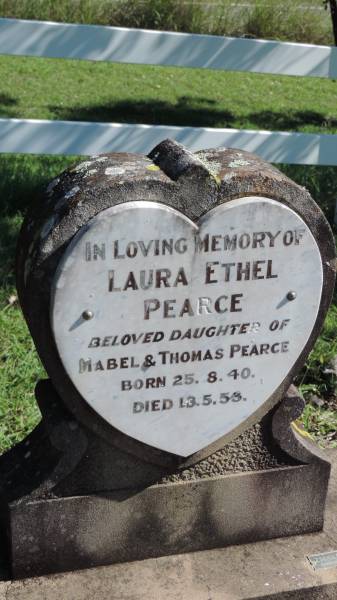 IN LOVING MEMORY OF
LAURA ETHEL
PEARCE
BELOVED DAUGHTER OF
MABEL & THOMAS PEARCE
BORN 25. 8. 40.
DIED 13.5.58.